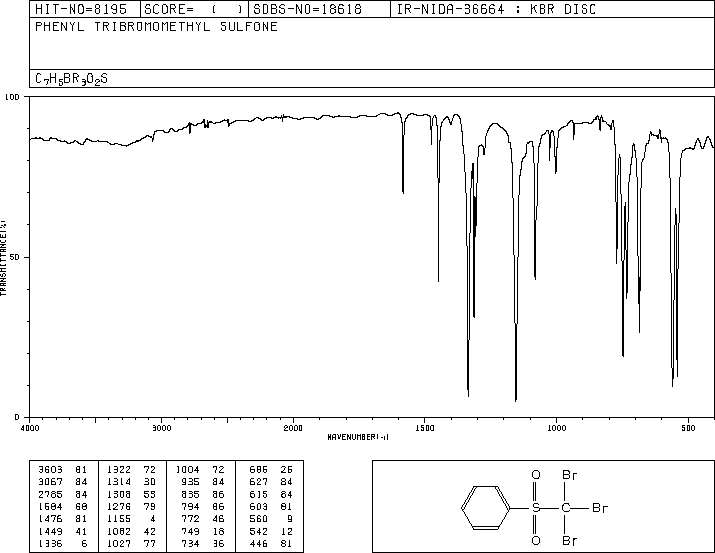 HIT-NO=8195 SCORE= ( ) SDBS-NO=18618 IR-NIDA-36664 : KBR DISC
PHENYL TRIBROMOMETHYL SULFONE
C7H5BR3O2S
100
50
0
TRANSMITTANCE(%)
4000 3000 2000 1500 1000 500
WAVENUMBER(-1)
3603 81 1322 72 1004 72 686 26
3067 84 1314 30 935 84 627 84
2785 84 1308 55 835 86 615 84
1584 68 1276 79 794 86 603 81
1476 81 1155 4 772 46 560 9
1449 41 1082 42 749 18 542 12
1336 6 1027 77 734 36 446 81
O Br
S C Br
O Br